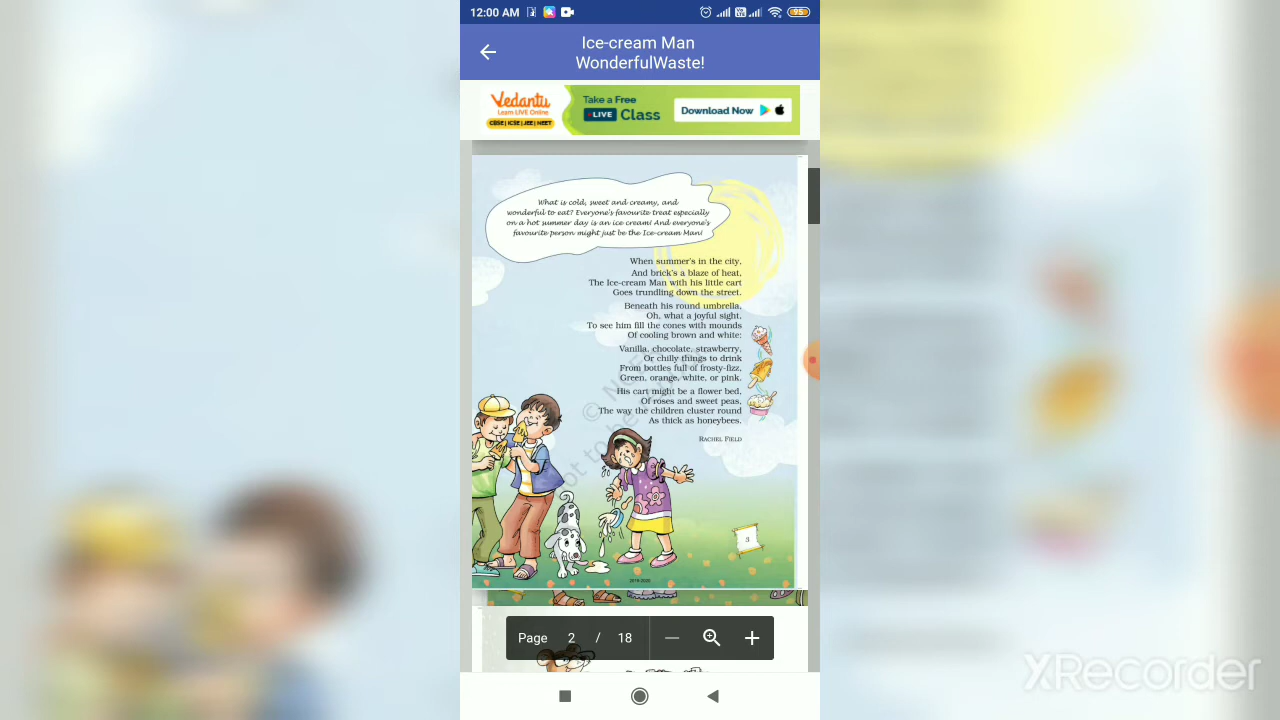 12:00 AM
95
Ice-cream Man
WonderfulWaste!
Vedantu
Learn LIVE Online
CBSE | ICSE | JEE | NEET
Take a Free
LIVE Class
Download Now
What is cold, sweet and creamy, and
wonderful to eat? Everyone's favourite treat especially
on a hot summer day is an ice cream! And everyone's
favourite person might just be the Ice-cream Man!
When summer's in the city,
And brick's a blaze of heat,
The Ice-cream Man with his little cart
Goes trundling down the street.
Beneath his round umbrella,
Oh, what a joyful sight,
To see him fill the cones with mounds
Of cooling brown and white:
Vanilla, chocolate, strawberry,
Or chilly things to drink
From bottles full of frosty-fizz,
Green, orange, white, or pink.
His cart might be a flower bed,
Of roses and sweet peas,
The way the children cluster round
As thick as honeybees.
RACHEL FIELD
3
2019-2020
Page 2 / 18
XRecorder